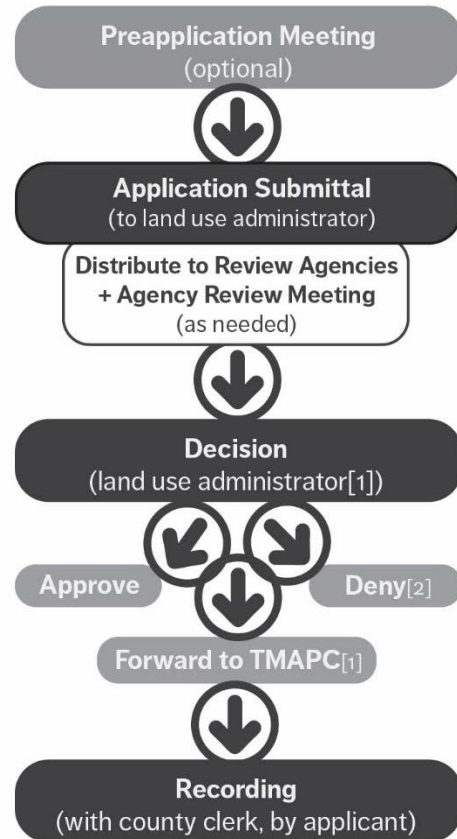 Preapplication Meeting
(optional)
Application Submittal
(to land use administrator)
Distribute to Review Agencies
+ Agency Review Meeting
(as needed)
Decision
(land use administrator[1])
Approve
Deny[2]
Forward to TMAPC[1]
Recording
(with county clerk, by applicant)